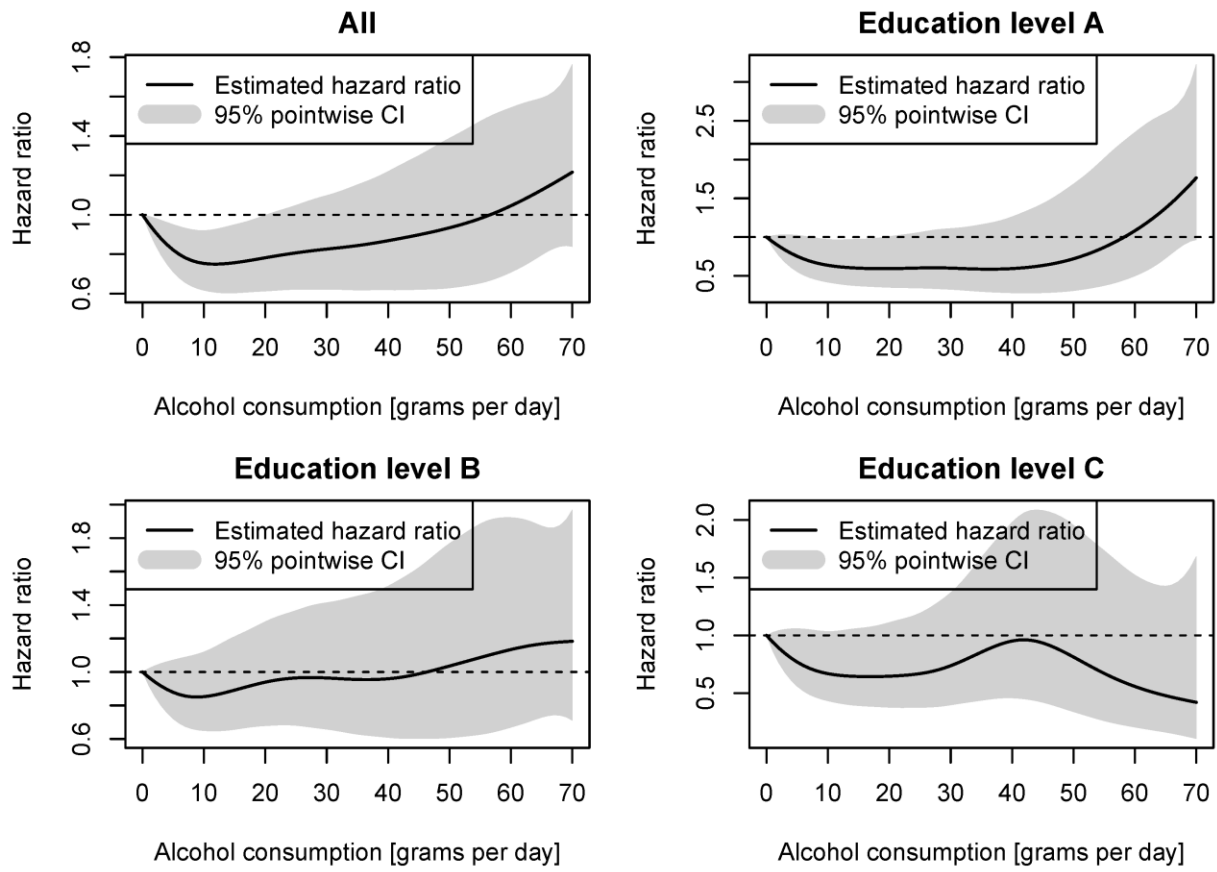 All
Hazard ratio
1.8
1.4
1.0
0.6
Estimated hazard ratio
95% pointwise CI
0 10 20 30 40 50 60 70
Alcohol consumption [grams per day]
Education level A
Hazard ratio
2.5
1.5
0.5
Estimated hazard ratio
95% pointwise CI
0 10 20 30 40 50 60 70
Alcohol consumption [grams per day]
Education level B
Hazard ratio
1.8
1.4
1.0
0.6
Estimated hazard ratio
95% pointwise CI
0 10 20 30 40 50 60 70
Alcohol consumption [grams per day]
Education level C
Hazard ratio
2.0
1.5
1.0
0.5
Estimated hazard ratio
95% pointwise CI
0 10 20 30 40 50 60 70
Alcohol consumption [grams per day]